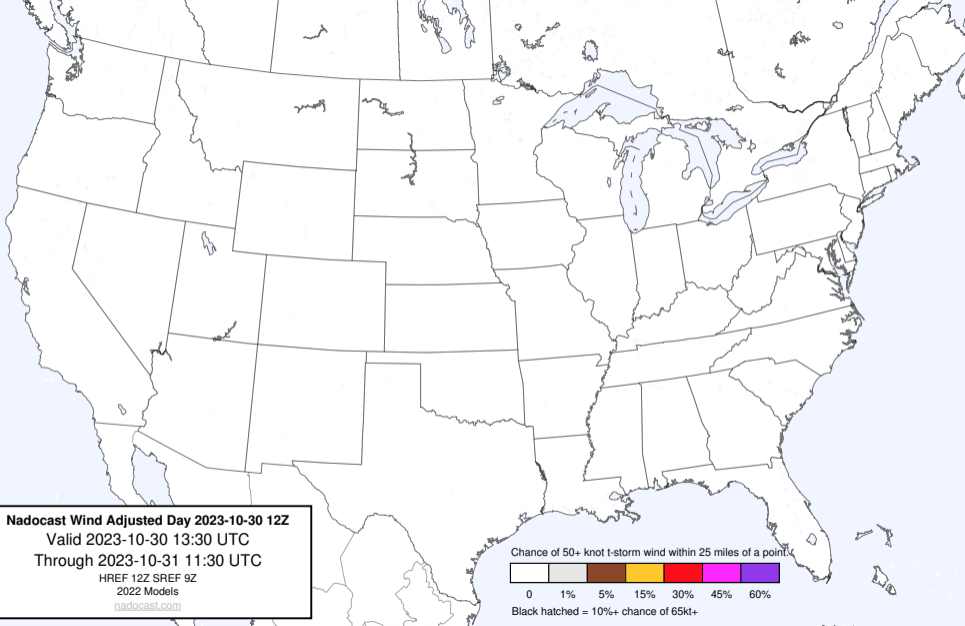 Nadocast Wind Adjusted Day 2023-10-30 12Z
Valid 2023-10-30 13:30 UTC
Through 2023-10-31 11:30 UTC
HREF 12Z SREF 9Z
2022 Models
nadocast.com
Chance of 50+ knot t-storm wind within 25 miles of a point.
0 1% 5% 15% 30% 45% 60%
Black hatched = 10%+ chance of 65kt+